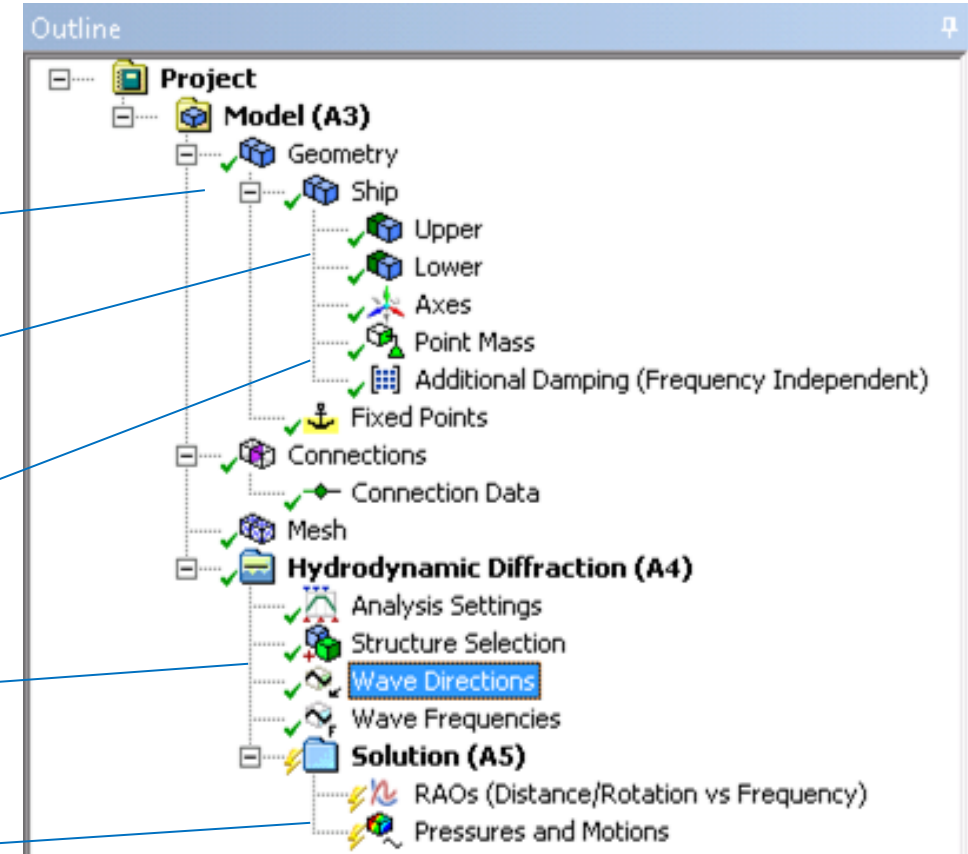 Outline
Project
Model (A3)
Geometry
Ship
Upper
Lower
Axes
Point Mass
Additional Damping (Frequency Independent)
Fixed Points
Connections
Connection Data
Mesh
Hydrodynamic Diffraction (A4)
Analysis Settings
Structure Selection
Wave Directions
Wave Frequencies
Solution (A5)
RAOs (Distance/Rotation vs Frequency)
Pressures and Motions